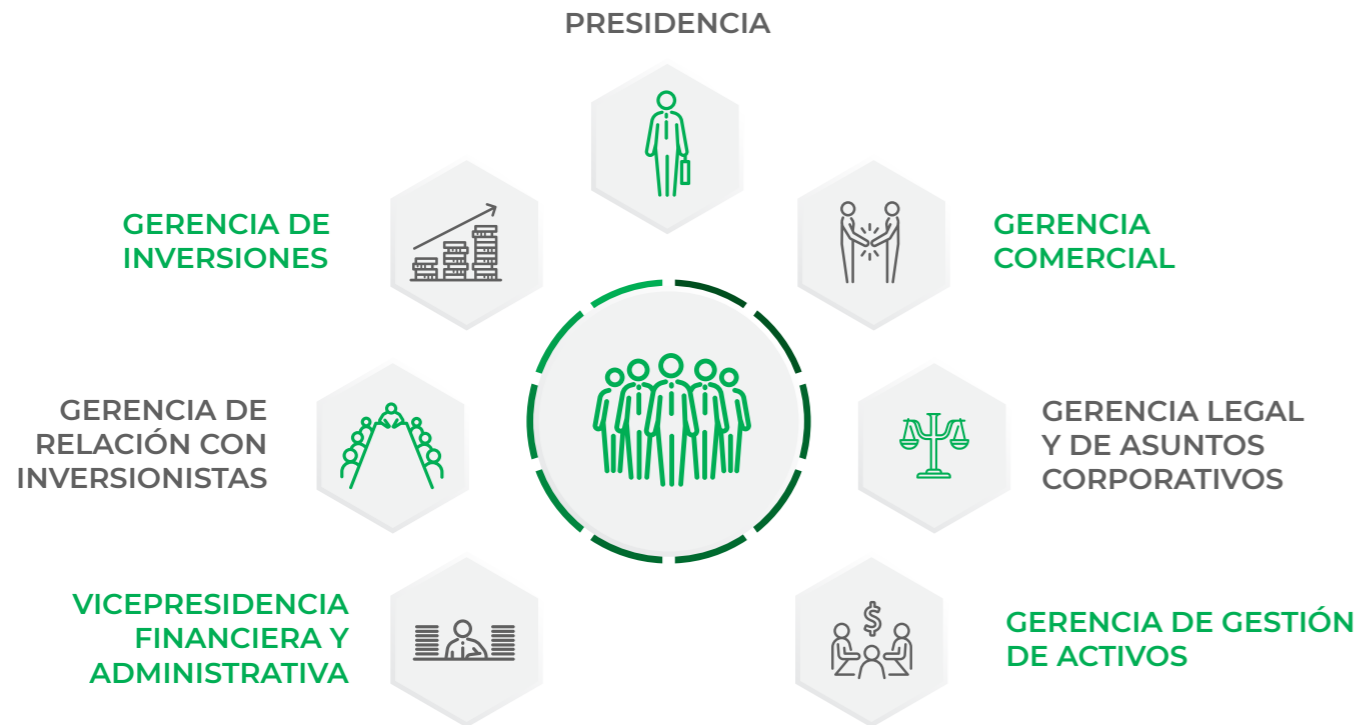 PRESIDENCIA
GERENCIA DE
INVERSIONES
GERENCIA
COMERCIAL
GERENCIA DE
RELACIÓN CON
INVERSIONISTAS
GERENCIA LEGAL
Y DE ASUNTOS
CORPORATIVOS
VICEPRESIDENCIA
FINANCIERA Y
ADMINISTRATIVA
$
GERENCIA DE GESTIÓN
DE ACTIVOS